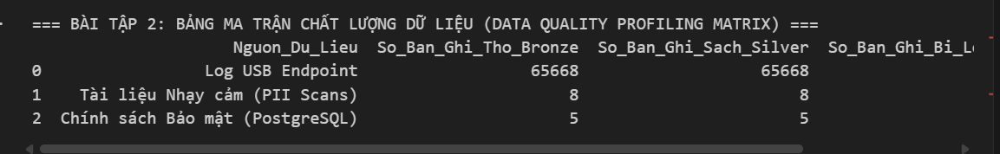 === BÀI TẬP 2: BẢNG MA TRẬN CHẤT LƯỢNG DỮ LIỆU (DATA QUALITY PROFILING MATRIX) ===
Nguon_Du_Lieu So_Ban_Ghi_Tho_Bronze So_Ban_Ghi_Sach_Silver So_Ban_Ghi_Bi_L
0 Log USB Endpoint 65668 65668
1 Tài liệu Nhạy cảm (PII Scans) 8 8
2 Chính sách Bảo mật (PostgreSQL) 5 5